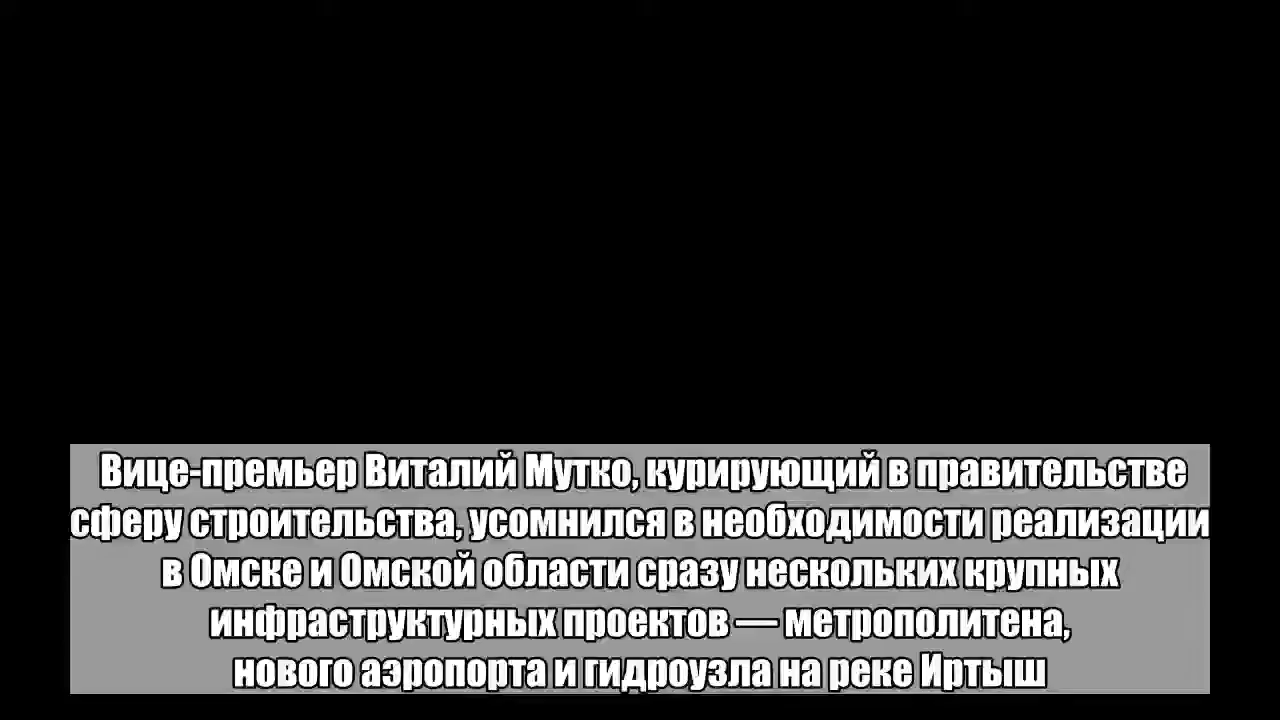 Вице-премьер Виталий Мутко, курирующий в правительстве
сферу строительства, усомнился в необходимости реализации
в Омске и Омской области сразу нескольких крупных
инфраструктурных проектов — метрополитена,
нового аэропорта и гидроузла на реке Иртыш